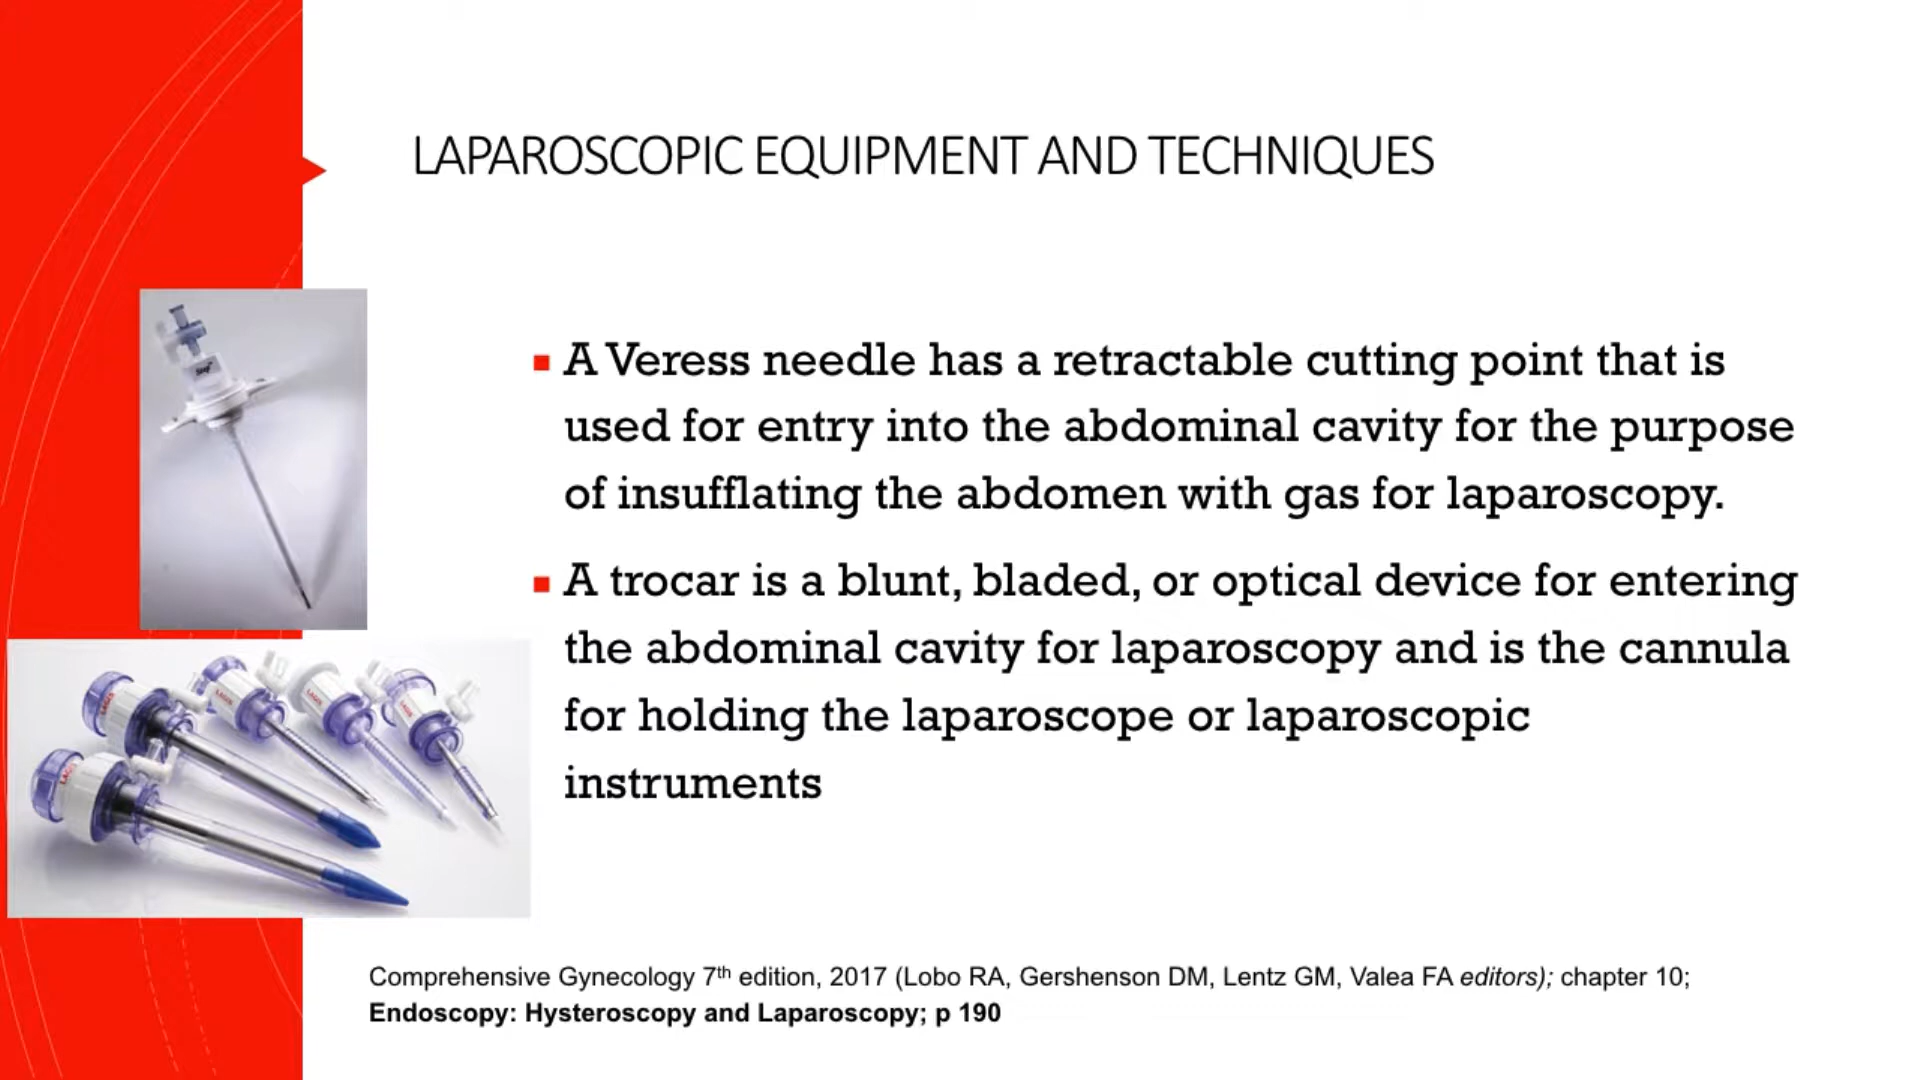 LAPAROSCOPIC EQUIPMENT AND TECHNIQUES
A Veress needle has a retractable cutting point that is
used for entry into the abdominal cavity for the purpose
of insufflating the abdomen with gas for laparoscopy.
A trocar is a blunt, bladed, or optical device for entering
the abdominal cavity for laparoscopy and is the cannula
for holding the laparoscope or laparoscopic
instruments
LAGIS
LAGIS
LAGIS
LAGIS
Comprehensive Gynecology 7th edition, 2017 (Lobo RA, Gershenson DM, Lentz GM, Valea FA editors); chapter 10;
Endoscopy: Hysteroscopy and Laparoscopy; p 190